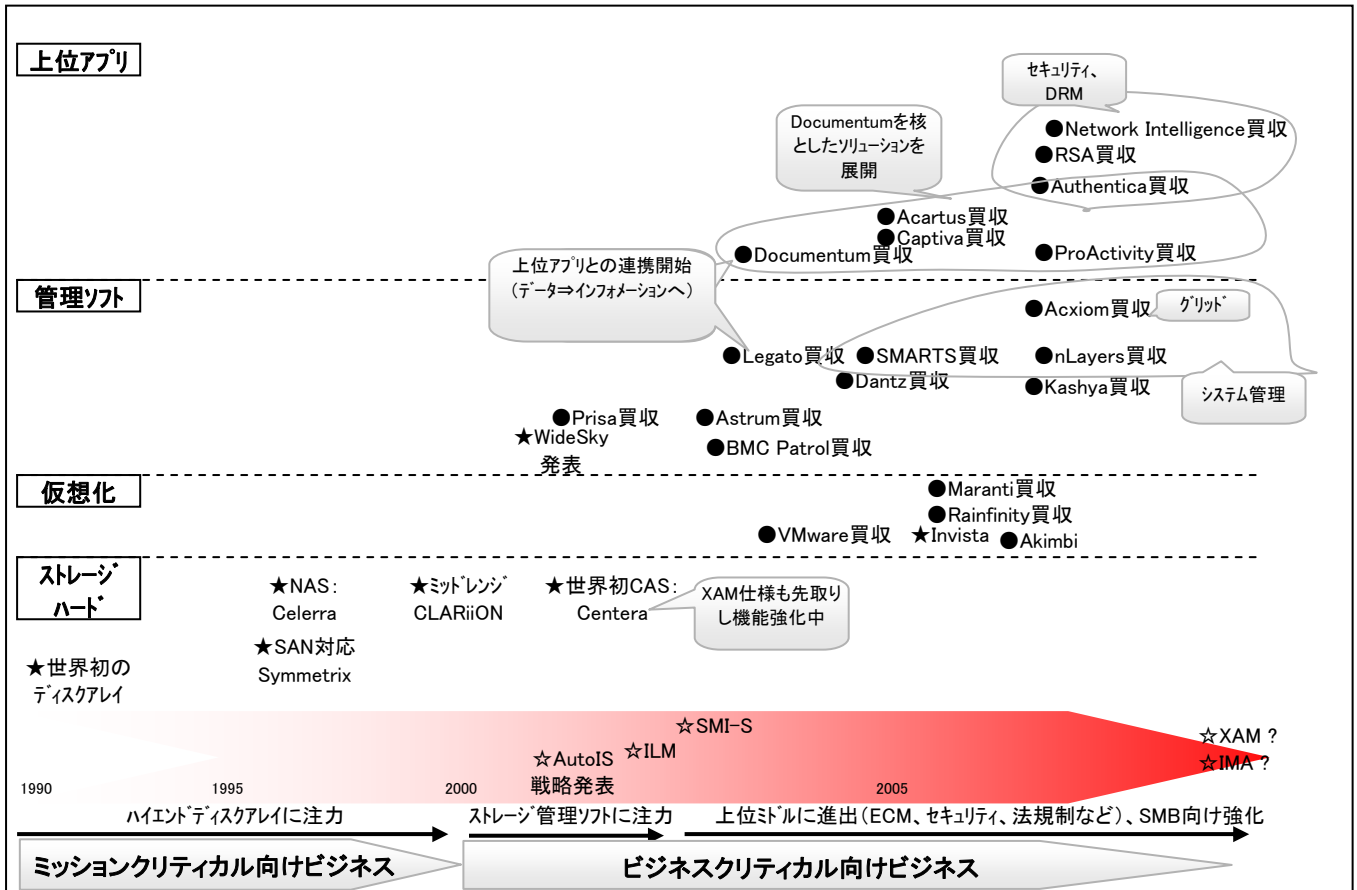 上位アプリ
セキュリティ、
DRM
Documentumを核
としたソリューションを
展開
●Network Intelligence買収
●RSA買収
●Authentica買収
●Acartus買収
●Captiva買収
●Documentum買収
●ProActivity買収
上位アプリとの連携開始
(データ⇒インフォメーションへ)
管理ソフト
●Acxiom買収
グリッド
●Legato買収
●SMARTS買収
●nLayers買収
●Dantz買収
●Kashya買収
システム管理
●Prisa買収
●Astrum買収
★WideSky
発表
●BMC Patrol買収
仮想化
●Maranti買収
●Rainfinity買収
●VMware買収
★Invista
●Akimbi
ストレージ
ハード
★NAS:
Celerra
★ミッドレンジ
CLARiiON
★世界初CAS:
Centera
XAM仕様も先取り
し機能強化中
★SAN対応
Symmetrix
★世界初の
ディスクアレイ
☆SMI-S
☆ILM
☆AutoIS
戦略発表
☆XAM ?
☆IMA ?
1990
1995
2000
2005
ハイエンドディスクアレイに注力
ストレージ管理ソフトに注力
上位ミドルに進出(ECM、セキュリティ、法規制など)、SMB向け強化
ミッションクリティカル向けビジネス
ビジネスクリティカル向けビジネス